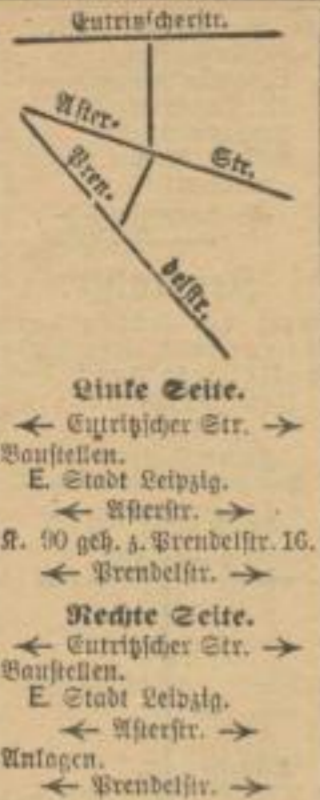 Eutritzscherstr.
Aster-
Str.
Pren-
delstr.
Linke Seite.
← Eutritzscher Str. →
Baustellen.
E. Stadt Leipzig.
← Asterstr. →
K. 90 geh. z. Prendelstr. 16.
← Prendelstr. →
Rechte Seite.
← Eutritzscher Str. →
Baustellen.
E. Stadt Leipzig.
← Asterstr. →
Anlagen.
← Prendelstr. →